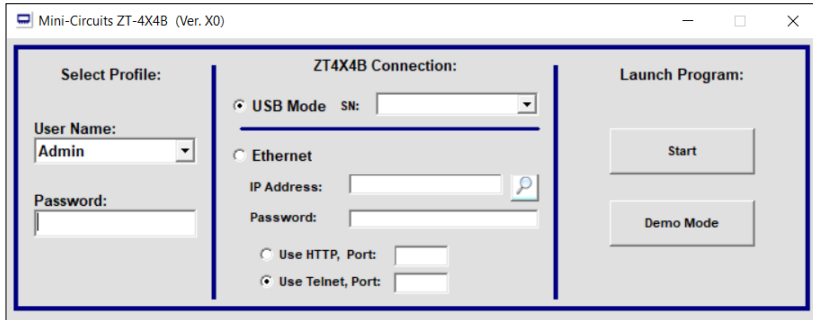 Mini-Circuits ZT-4X4B (Ver. X0)
Select Profile:
User Name:
Admin
Password:
ZT4X4B Connection:
USB Mode SN:
Ethernet
IP Address:
Password:
Use HTTP, Port:
Use Telnet, Port:
Launch Program:
Start
Demo Mode